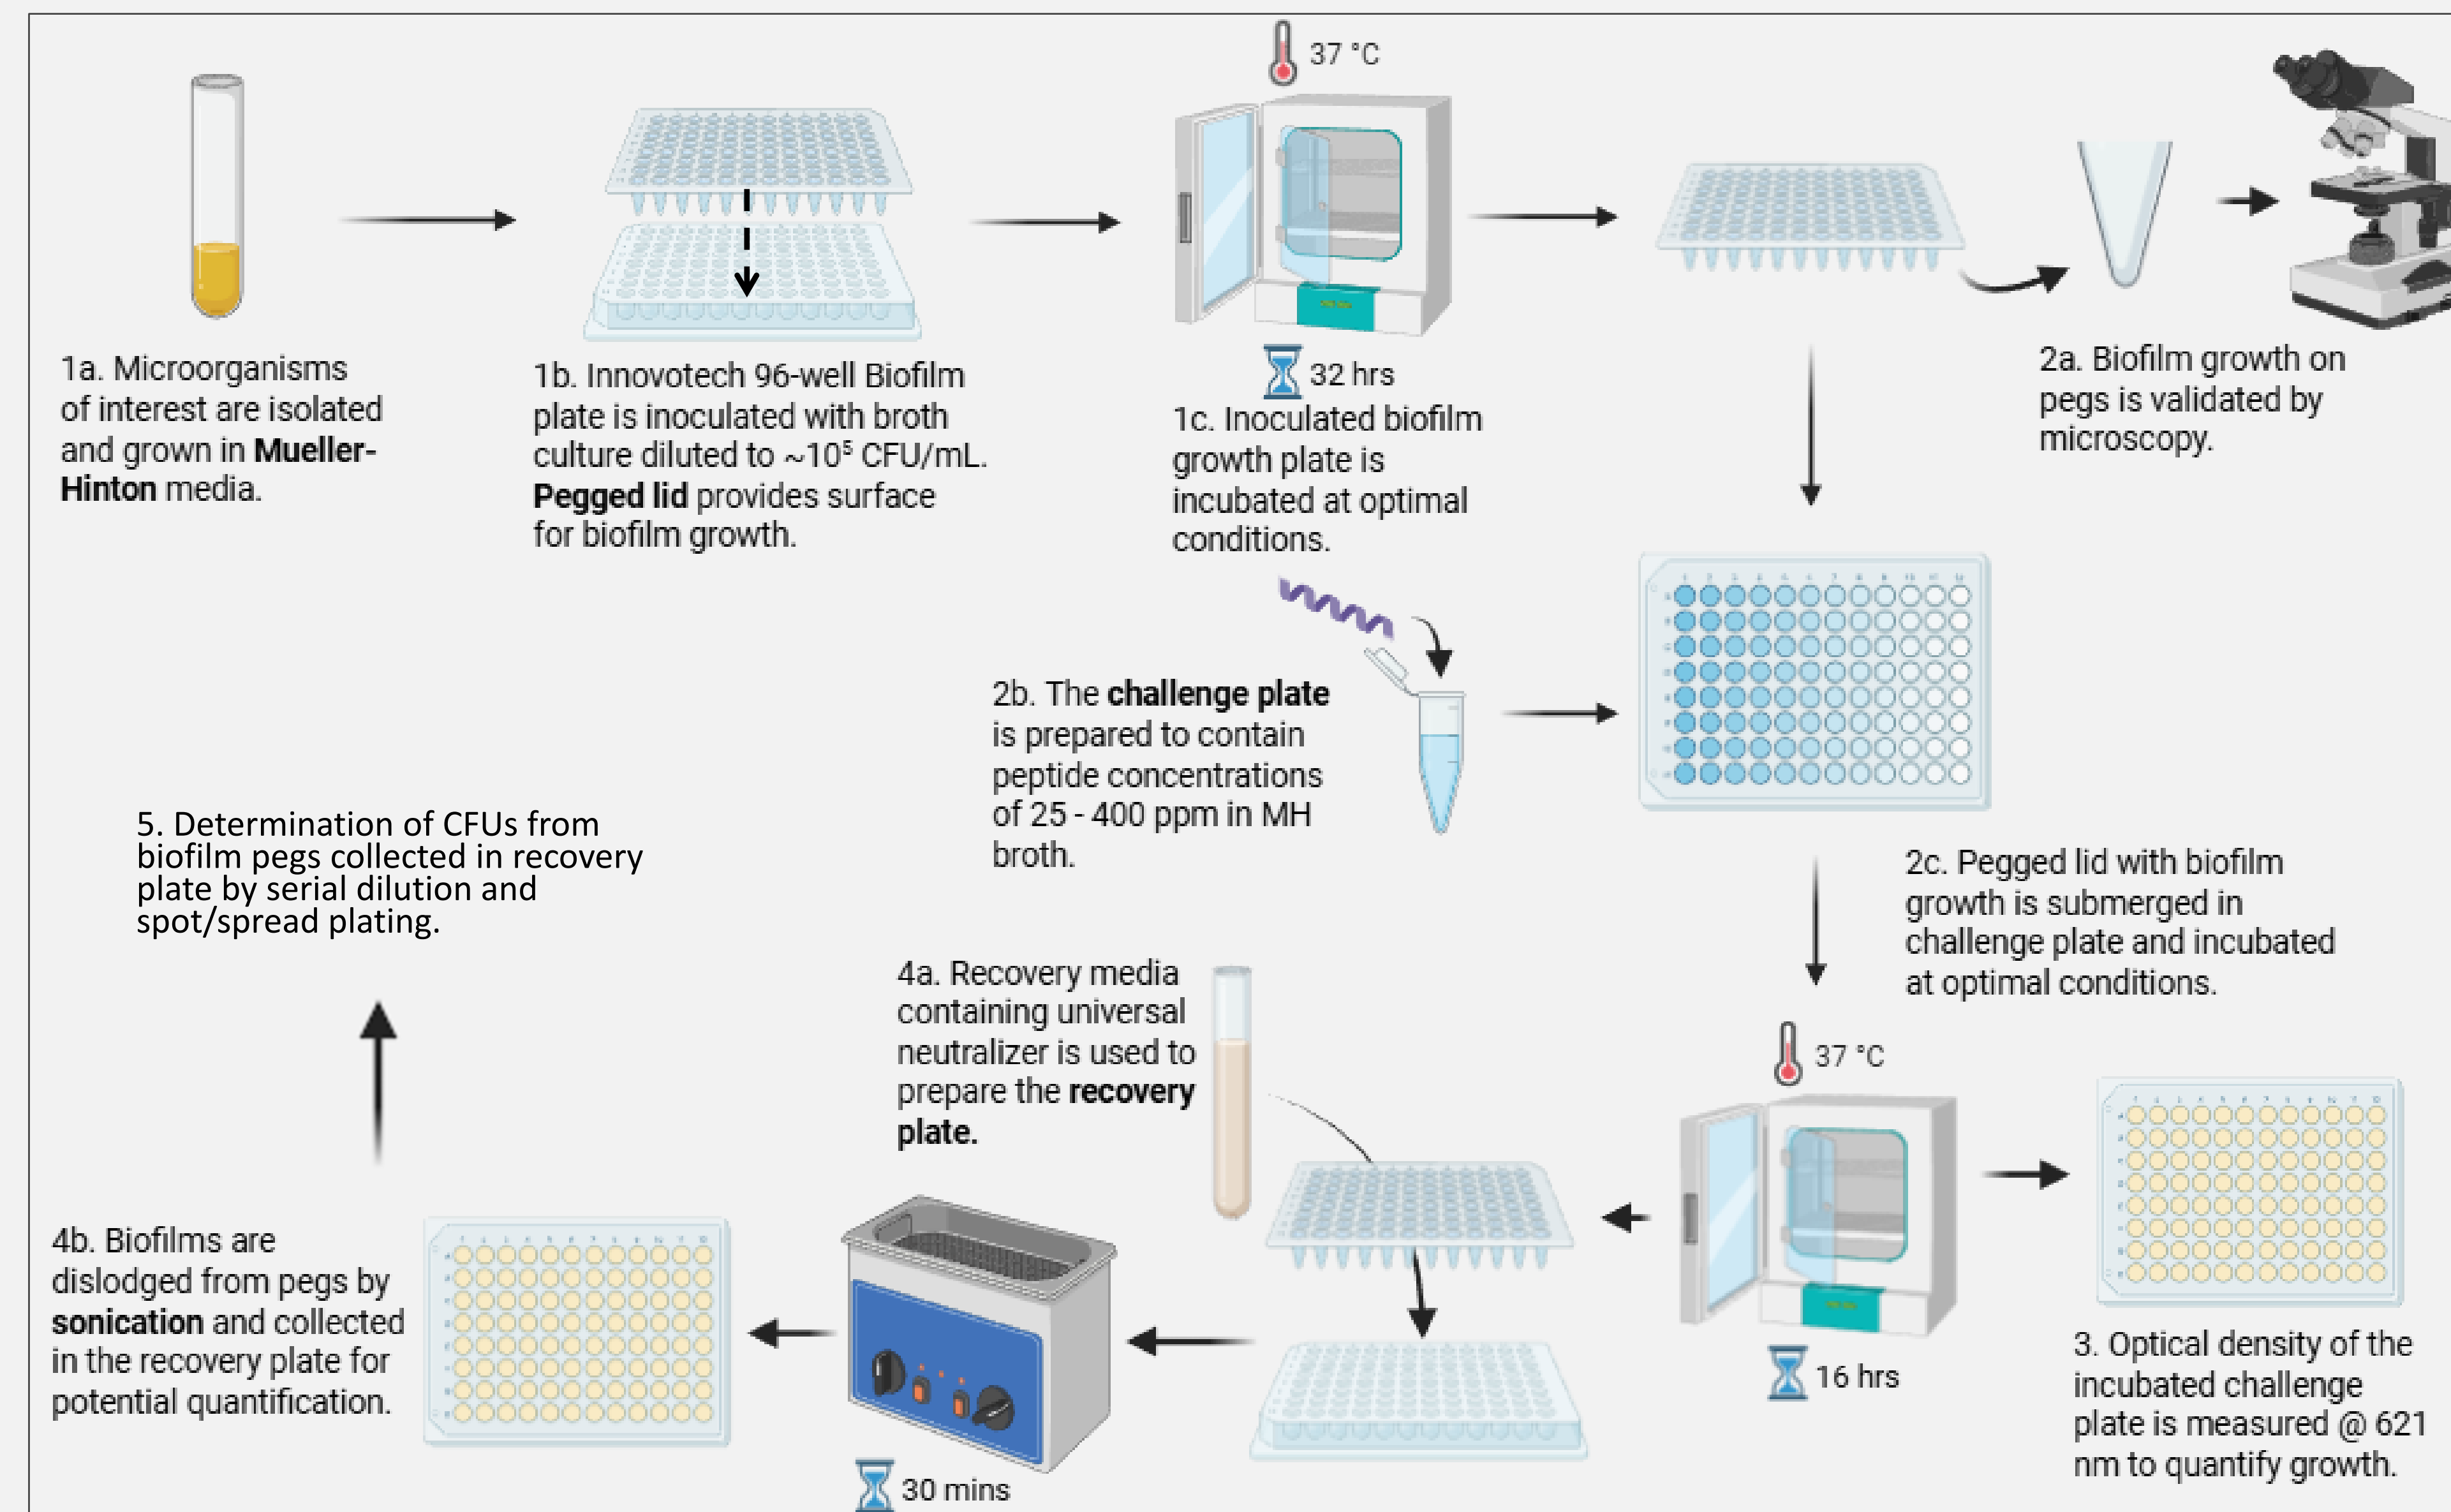 37 °C
1a. Microorganisms
of interest are isolated
and grown in Mueller-
Hinton media.
1b. Innovotech 96-well Biofilm
plate is inoculated with broth
culture diluted to ~10⁵ CFU/mL.
Pegged lid provides surface
for biofilm growth.
32 hrs
1c. Inoculated biofilm
growth plate is
incubated at optimal
conditions.
2a. Biofilm growth on
pegs is validated by
microscopy.
2b. The challenge plate
is prepared to contain
peptide concentrations
of 25 - 400 ppm in MH
broth.
2c. Pegged lid with biofilm
growth is submerged in
challenge plate and incubated
at optimal conditions.
37 °C
16 hrs
3. Optical density of the
incubated challenge
plate is measured @ 621
nm to quantify growth.
4a. Recovery media
containing universal
neutralizer is used to
prepare the recovery
plate.
30 mins
4b. Biofilms are
dislodged from pegs by
sonication and collected
in the recovery plate for
potential quantification.
5. Determination of CFUs from
biofilm pegs collected in recovery
plate by serial dilution and
spot/spread plating.